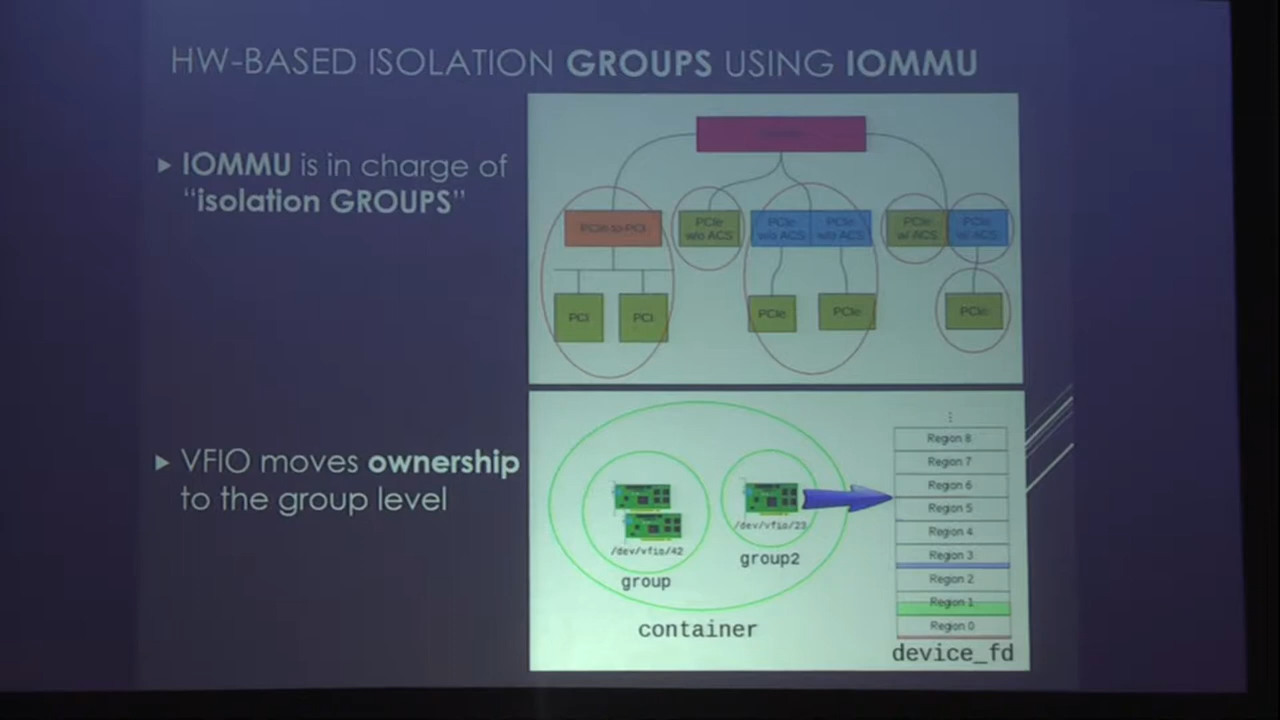 HW-BASED ISOLATION GROUPS USING IOMMU
▸ IOMMU is in charge of
“isolation GROUPS”
PCIe-to-PCI
PCIe
w/o ACS
PCIe
w/o ACS
PCIe
w/o ACS
PCIe
w/ ACS
PCIe
w/ ACS
PCI
PCI
PCIe
PCIe
PCIe
▸ VFIO moves ownership
to the group level
/dev/vfio/42
group
/dev/vfio/23
group2
container
Region 8
Region 7
Region 6
Region 5
Region 4
Region 3
Region 2
Region 1
Region 0
device_fd